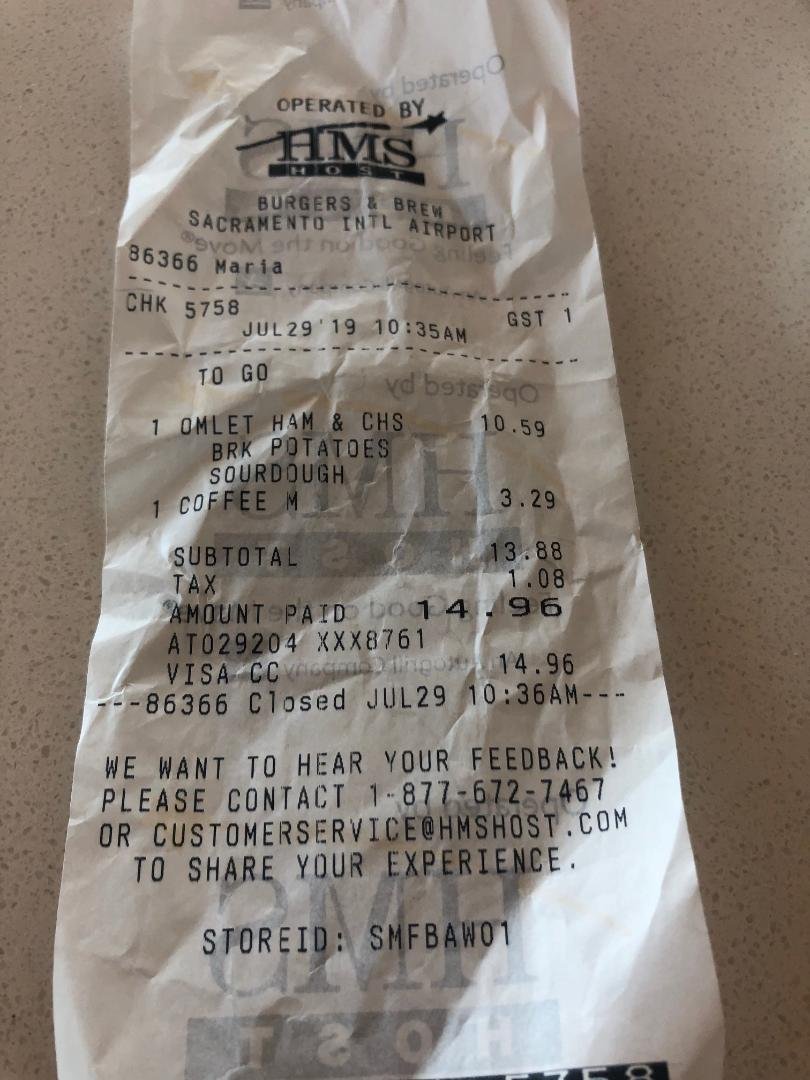 OPERATED BY
HMS
HOST
BURGERS & BREW
SACRAMENTO INTL AIRPORT
86366 Maria
CHK 5758 GST 1
JUL29'19 10:35AM
TO GO
1 OMLET HAM & CHS 10.59
BRK POTATOES
SOURDOUGH
1 COFFEE M 3.29
SUBTOTAL 13.88
TAX 1.08
AMOUNT PAID 14.96
AT029204 XXX8761
VISA CC 14.96
---86366 Closed JUL29 10:36AM---
WE WANT TO HEAR YOUR FEEDBACK!
PLEASE CONTACT 1-877-672-7467
OR CUSTOMERSERVICE@HMSHOST.COM
TO SHARE YOUR EXPERIENCE.
STOREID: SMFBAW01